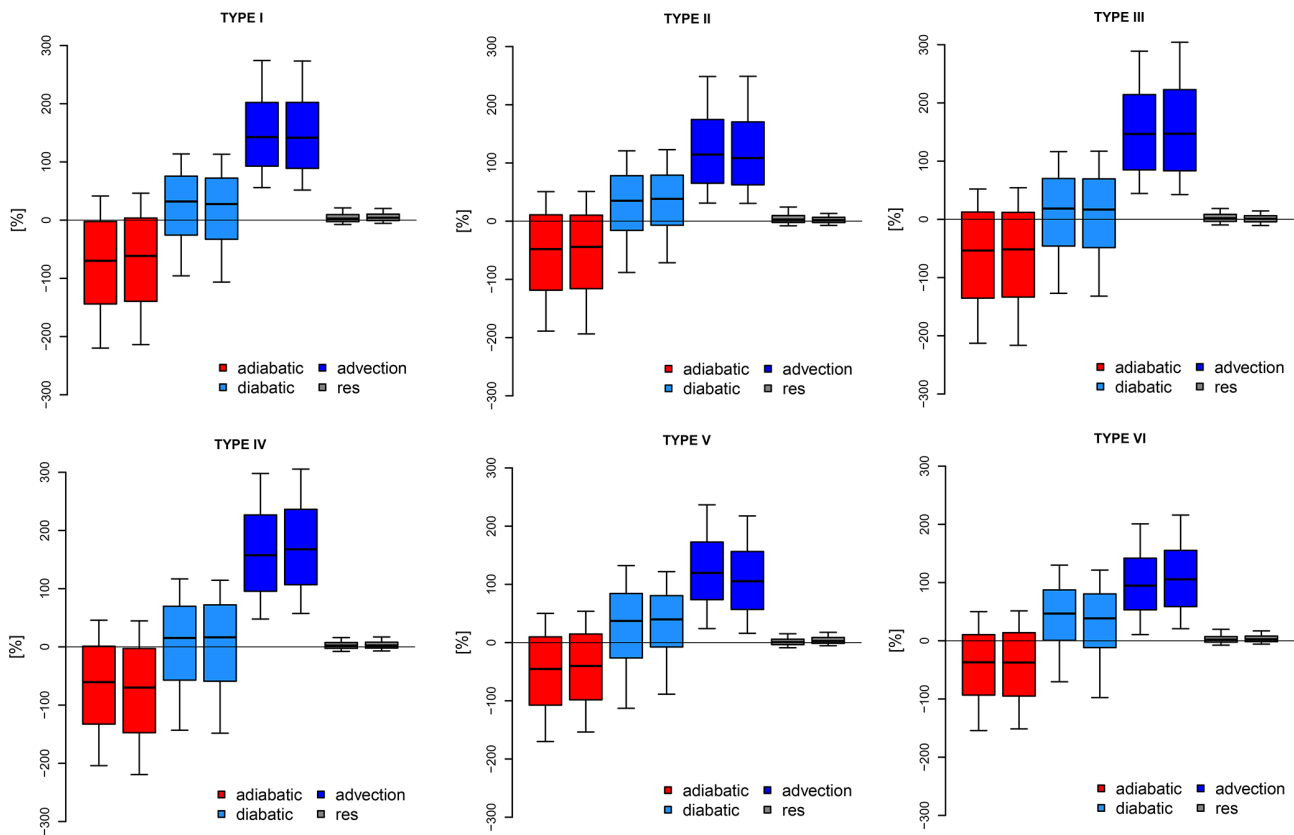 TYPE I
300
200
100
0
−100
−200
−300
[%]
adiabatic
advection
diabatic
res
TYPE II
300
200
100
0
−100
−200
−300
[%]
adiabatic
advection
diabatic
res
TYPE III
300
200
100
0
−100
−200
−300
[%]
adiabatic
advection
diabatic
res
TYPE IV
300
200
100
0
−100
−200
−300
[%]
adiabatic
advection
diabatic
res
TYPE V
300
200
100
0
−100
−200
−300
[%]
adiabatic
advection
diabatic
res
TYPE VI
300
200
100
0
−100
−200
−300
[%]
adiabatic
advection
diabatic
res